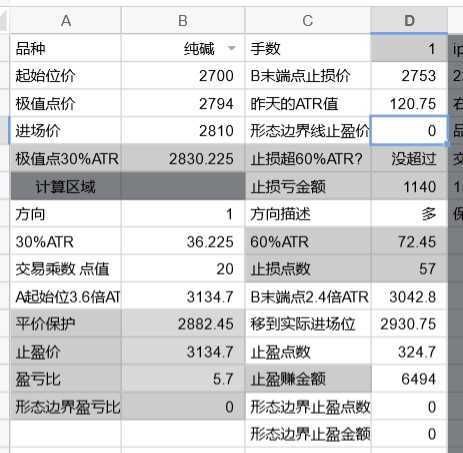 A B C D
品种 纯碱 手数 1
起始位价 2700 B末端点止损价 2753
极值点价 2794 昨天的ATR值 120.75
进场价 2810 形态边界线止盈价 0
极值点30%ATR 2830.225 止损超60%ATR? 没超过
计算区域 止损亏金额 1140
方向 1 方向描述 多
30%ATR 36.225 60%ATR 72.45
交易乘数 点值 20 止损点数 57
A起始位3.6倍AT 3134.7 B末端点2.4倍ATR 3042.8
平价保护 2882.45 移到实际进场位 2930.75
止盈价 3134.7 止盈点数 324.7
盈亏比 5.7 止盈赚金额 6494
形态边界盈亏比 0 形态边界止盈点数 0
形态边界止盈金额 0